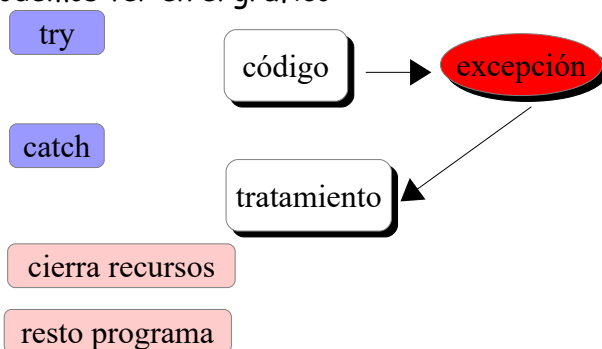 try
código
excepción
catch
tratamiento
cierra recursos
resto programa